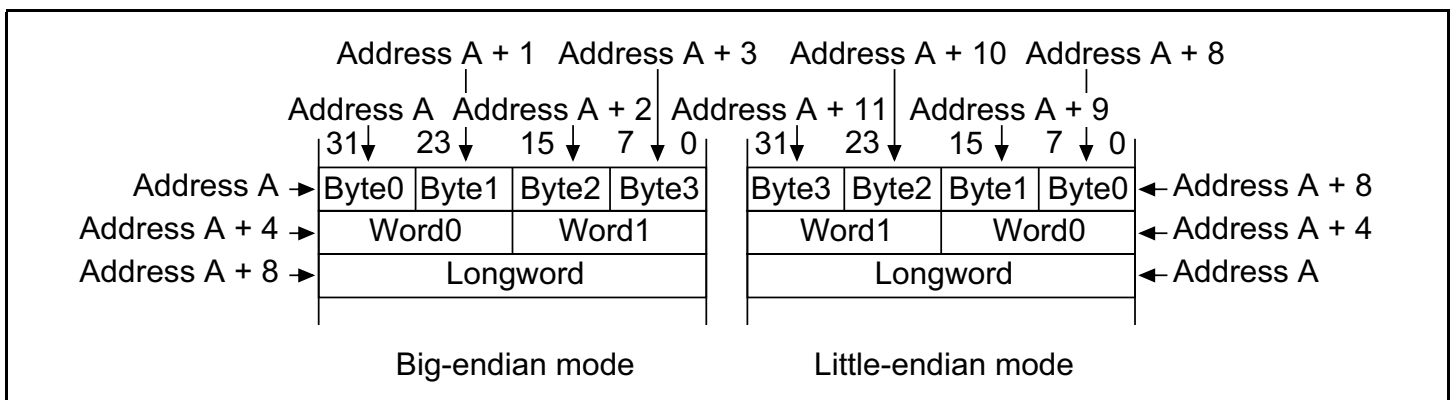 Address A + 1 Address A + 3 Address A + 10 Address A + 8
Address A Address A + 2 Address A + 11 Address A + 9
31 23 15 7 0 31 23 15 7 0
Address A Byte0 Byte1 Byte2 Byte3 Byte3 Byte2 Byte1 Byte0 Address A + 8
Address A + 4 Word0 Word1 Word1 Word0 Address A + 4
Address A + 8 Longword Longword Address A
Big-endian mode Little-endian mode